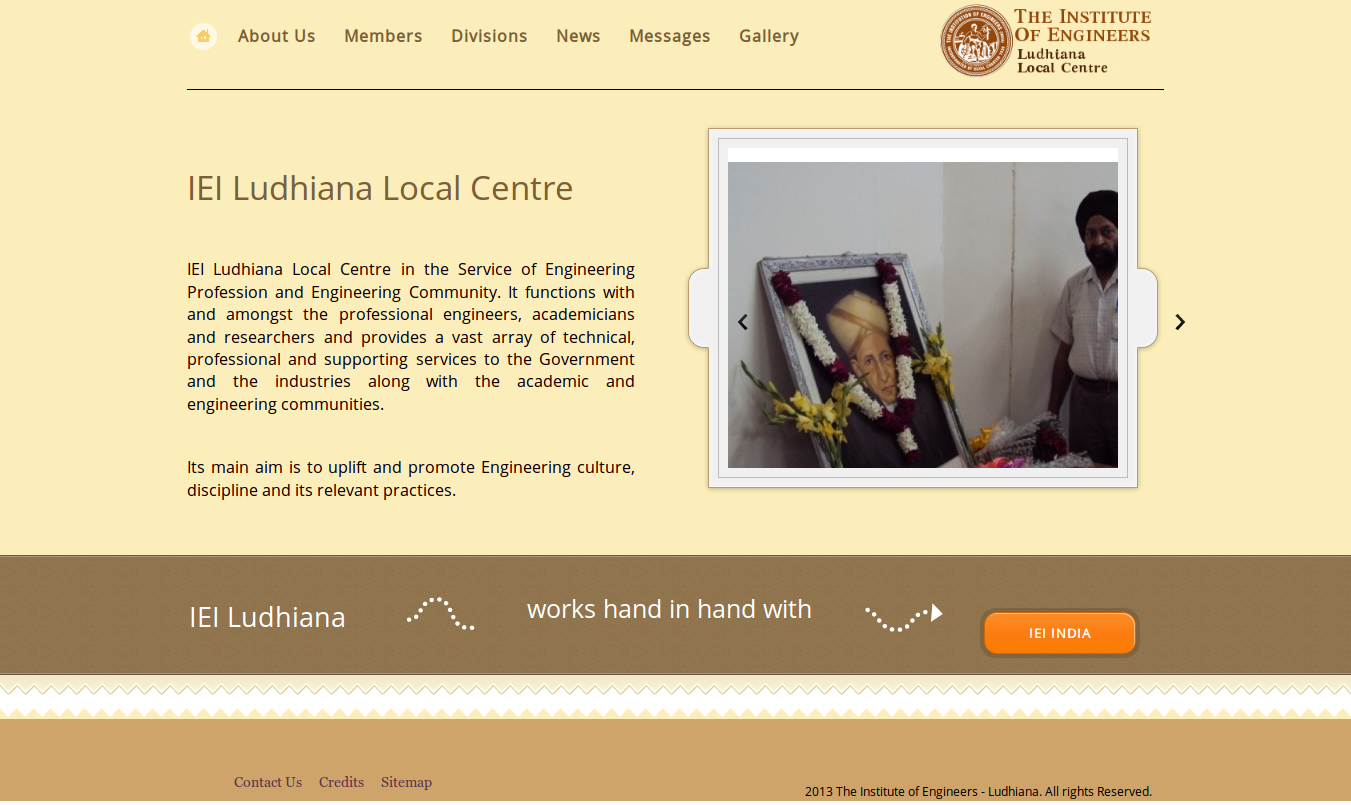 About Us Members Divisions News Messages Gallery
THE INSTITUTE
OF ENGINEERS
Ludhiana
Local Centre
IEI Ludhiana Local Centre
IEI Ludhiana Local Centre in the Service of Engineering
Profession and Engineering Community. It functions with
and amongst the professional engineers, academicians
and researchers and provides a vast array of technical,
professional and supporting services to the Government
and the industries along with the academic and
engineering communities.
Its main aim is to uplift and promote Engineering culture,
discipline and its relevant practices.
IEI Ludhiana
works hand in hand with
IEI INDIA
Contact Us Credits Sitemap
2013 The Institute of Engineers - Ludhiana. All rights Reserved.